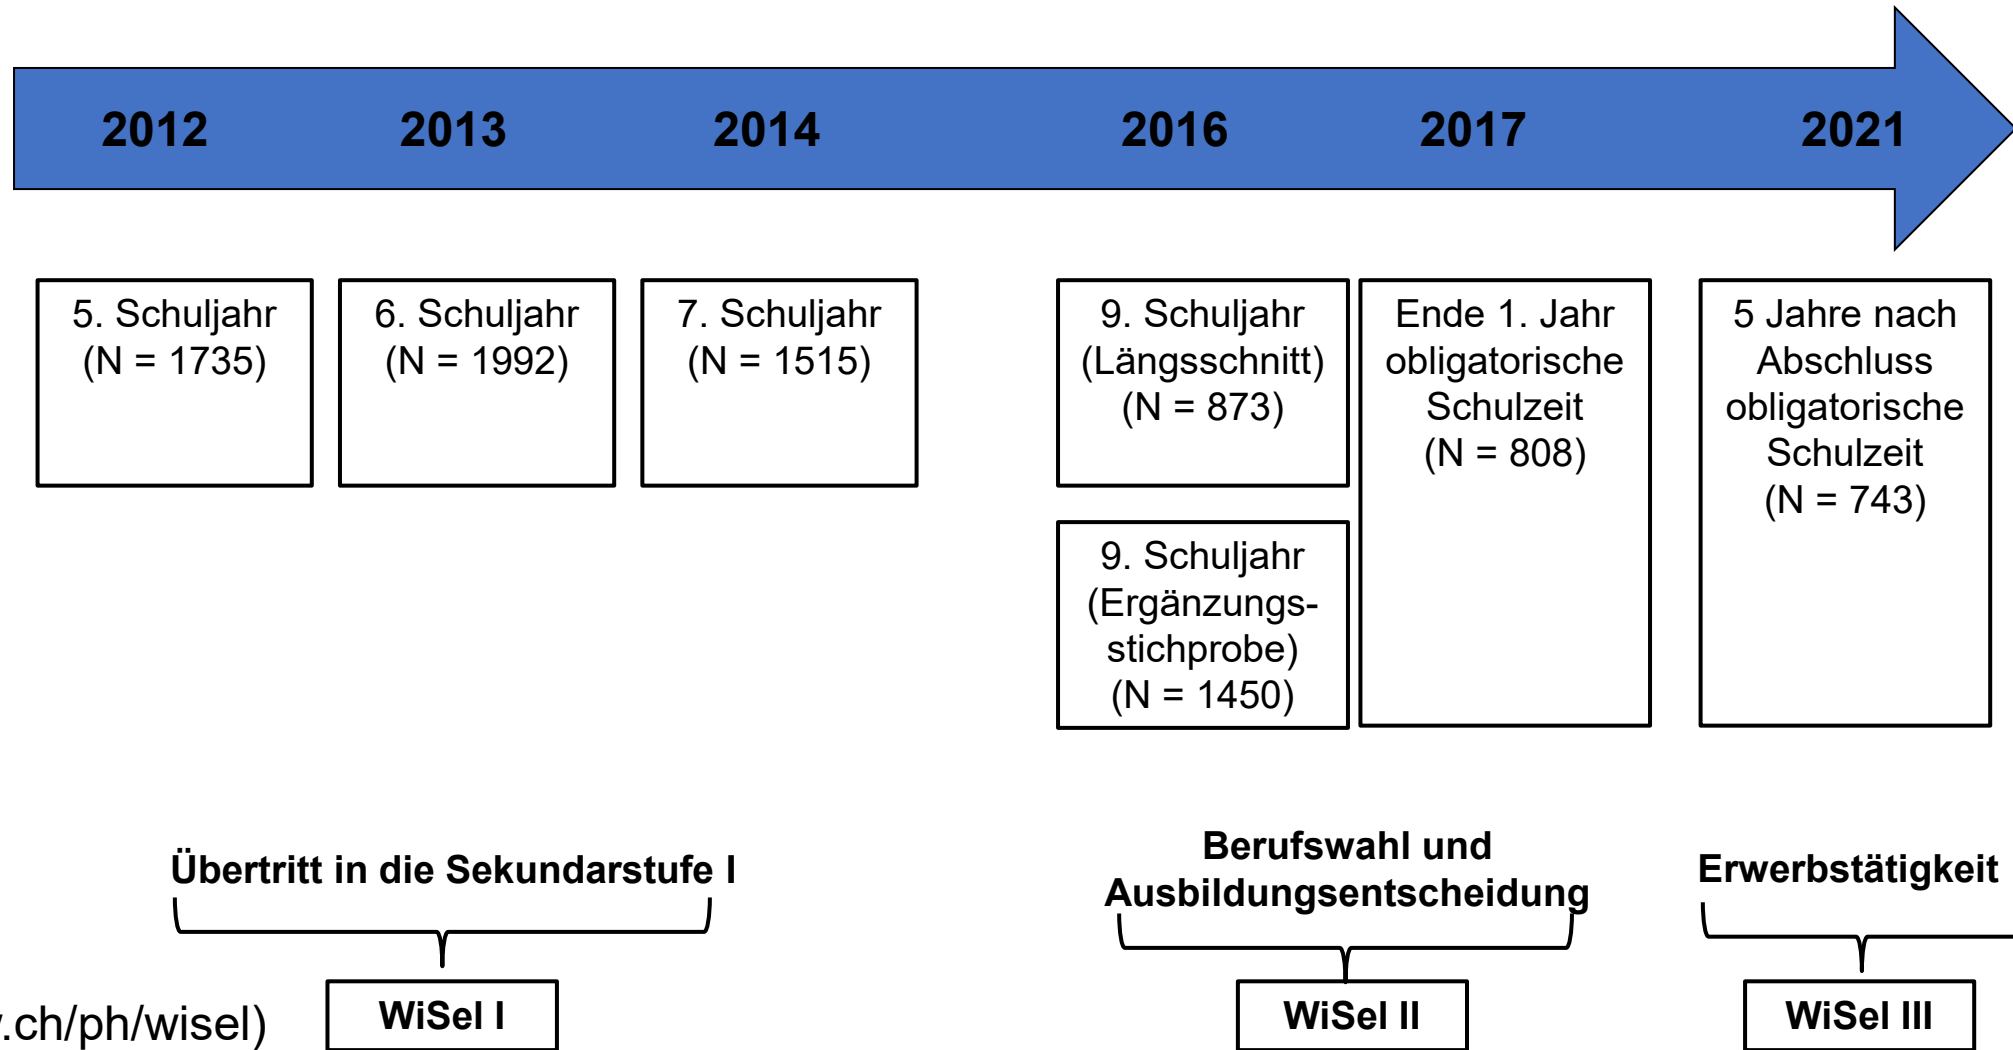 2012
2013
2014
2016
2017
2021
5. Schuljahr
(N = 1735)
6. Schuljahr
(N = 1992)
7. Schuljahr
(N = 1515)
9. Schuljahr
(Längsschnitt)
(N = 873)
9. Schuljahr
(Ergänzungs-
stichprobe)
(N = 1450)
Ende 1. Jahr
obligatorische
Schulzeit
(N = 808)
5 Jahre nach
Abschluss
obligatorische
Schulzeit
(N = 743)
Übertritt in die Sekundarstufe I
Berufswahl und
Ausbildungsentscheidung
Erwerbstätigkeit
WiSel I
WiSel II
WiSel III
.ch/ph/wisel)